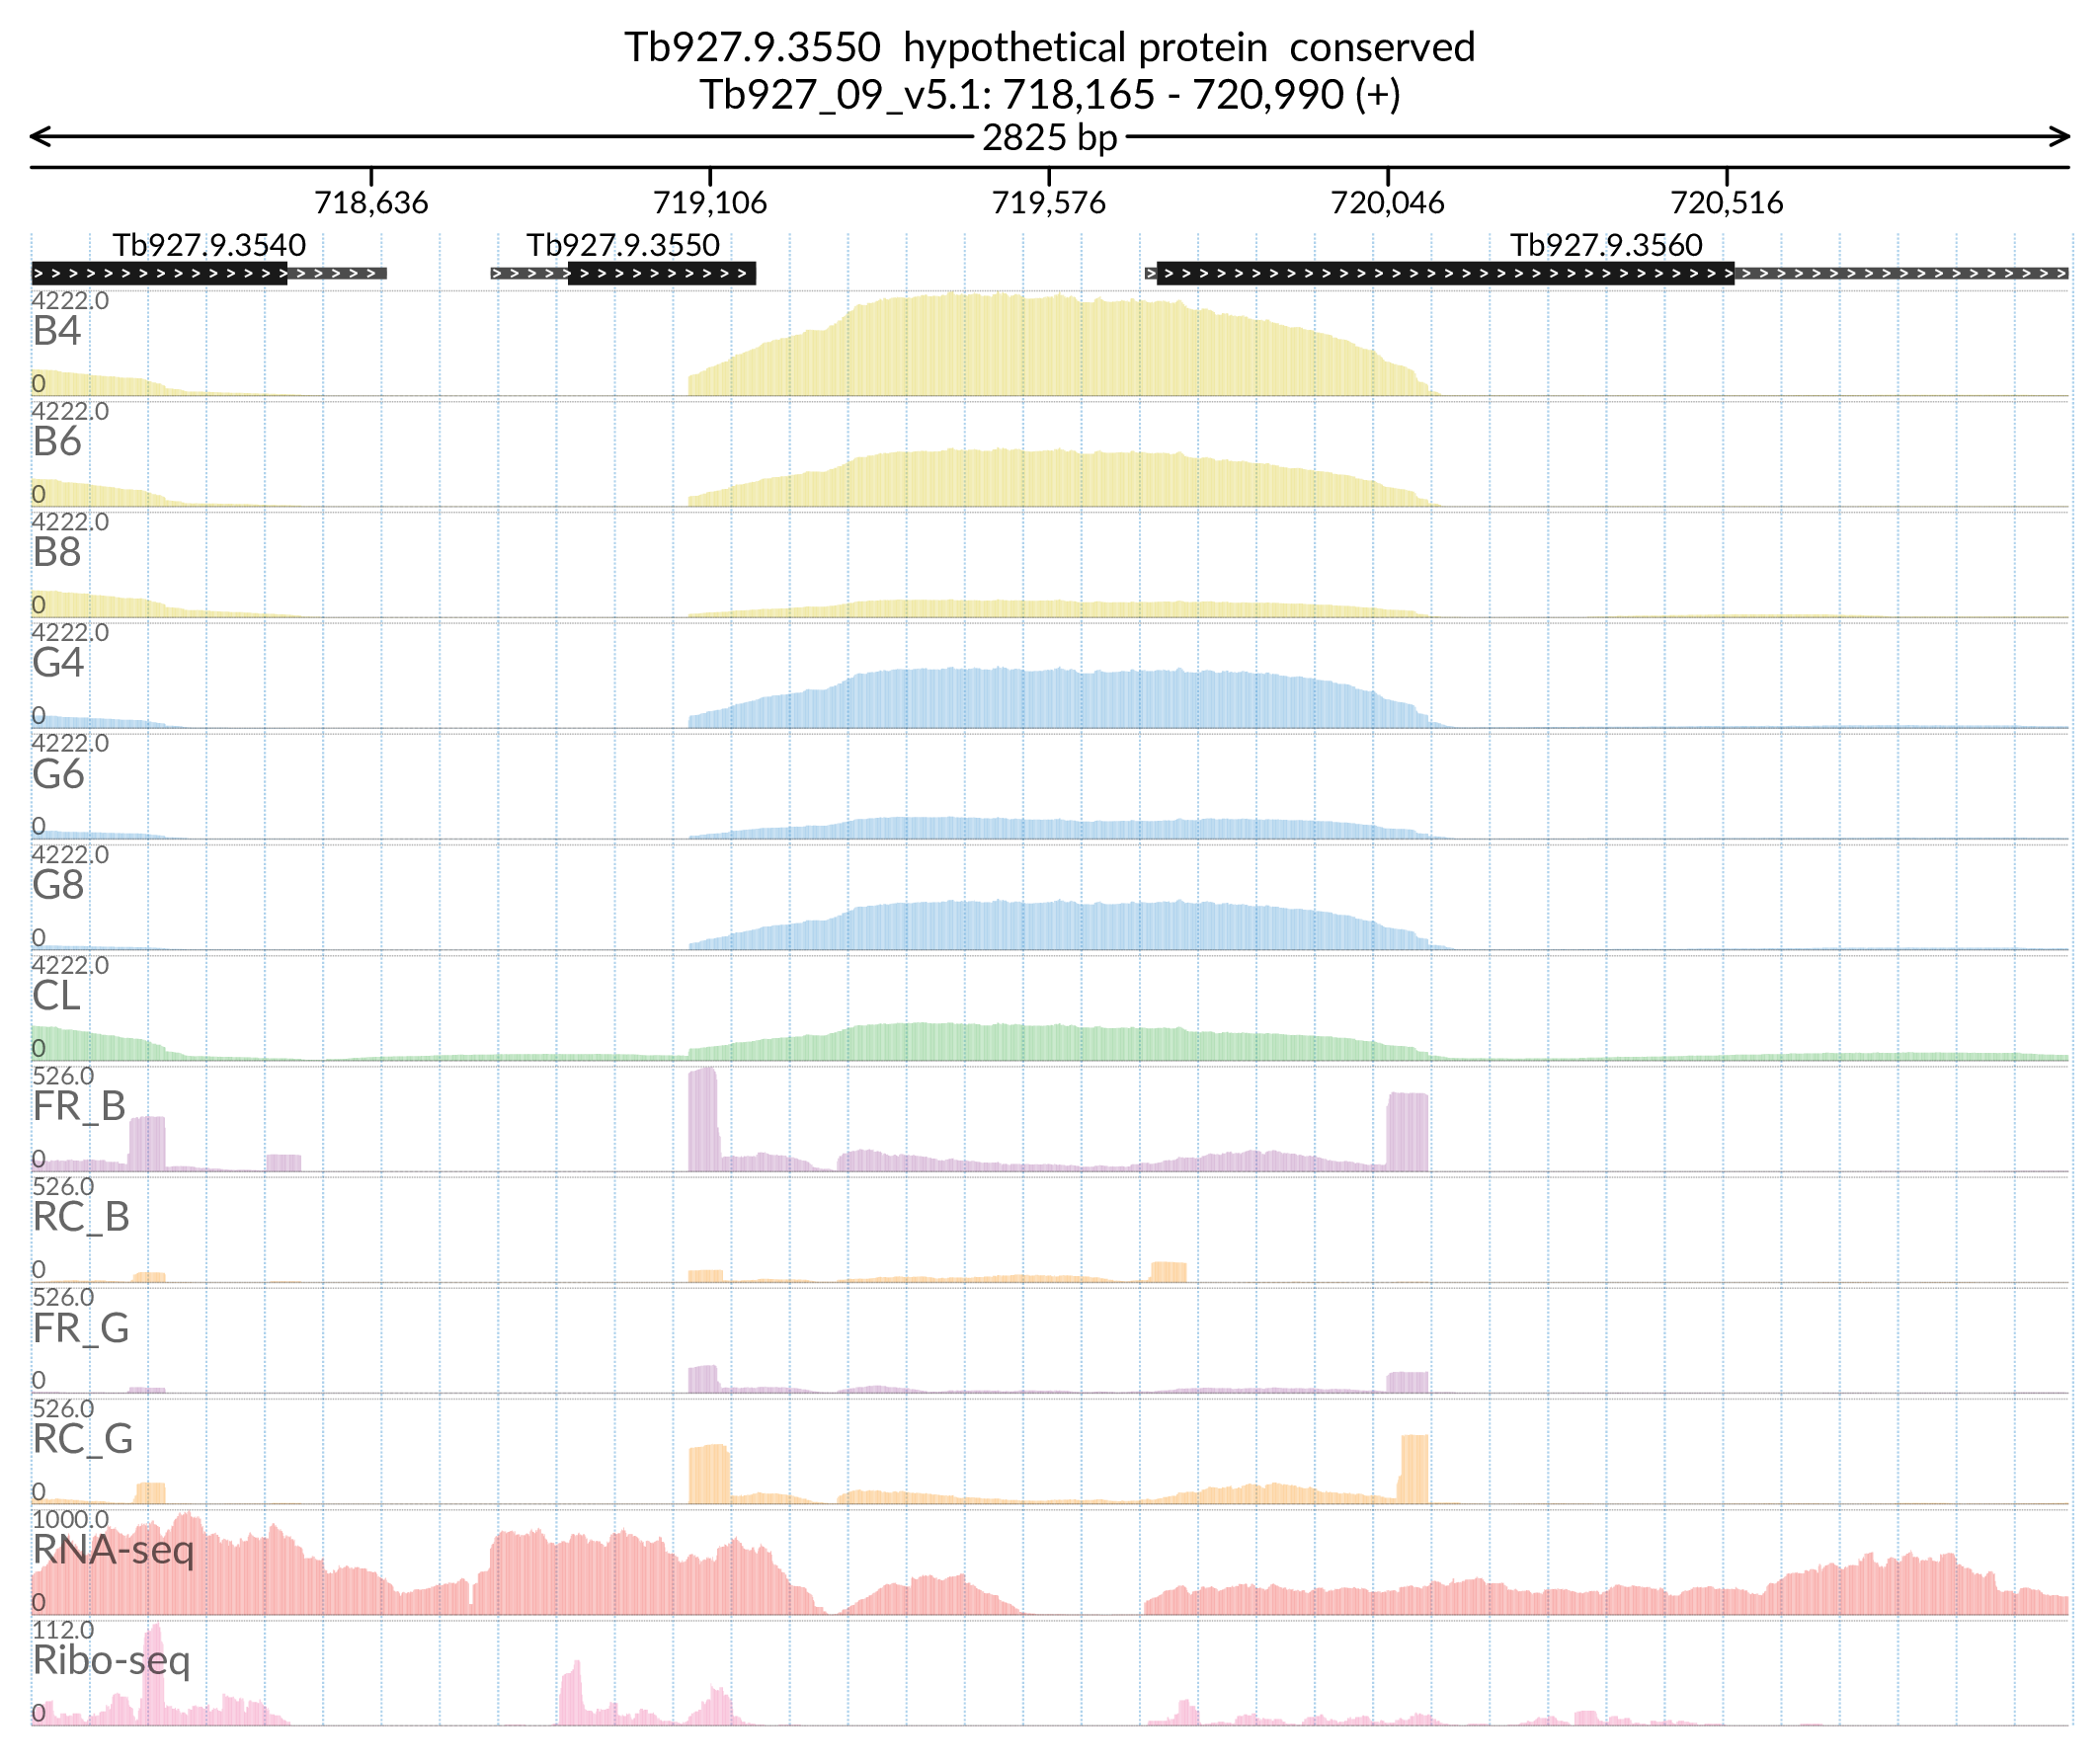 Tb927.9.3550 hypothetical protein conserved
Tb927_09_v5.1: 718,165 - 720,990 (+)
2825 bp
718,636 719,106 719,576 720,046 720,516
Tb927.9.3540 Tb927.9.3550 Tb927.9.3560
4222.0
B4
0
4222.0
B6
0
4222.0
B8
0
4222.0
G4
0
4222.0
G6
0
4222.0
G8
0
4222.0
CL
0
526.0
FR_B
0
526.0
RC_B
0
526.0
FR_G
0
526.0
RC_G
0
1000.0
RNA-seq
0
112.0
Ribo-seq
0